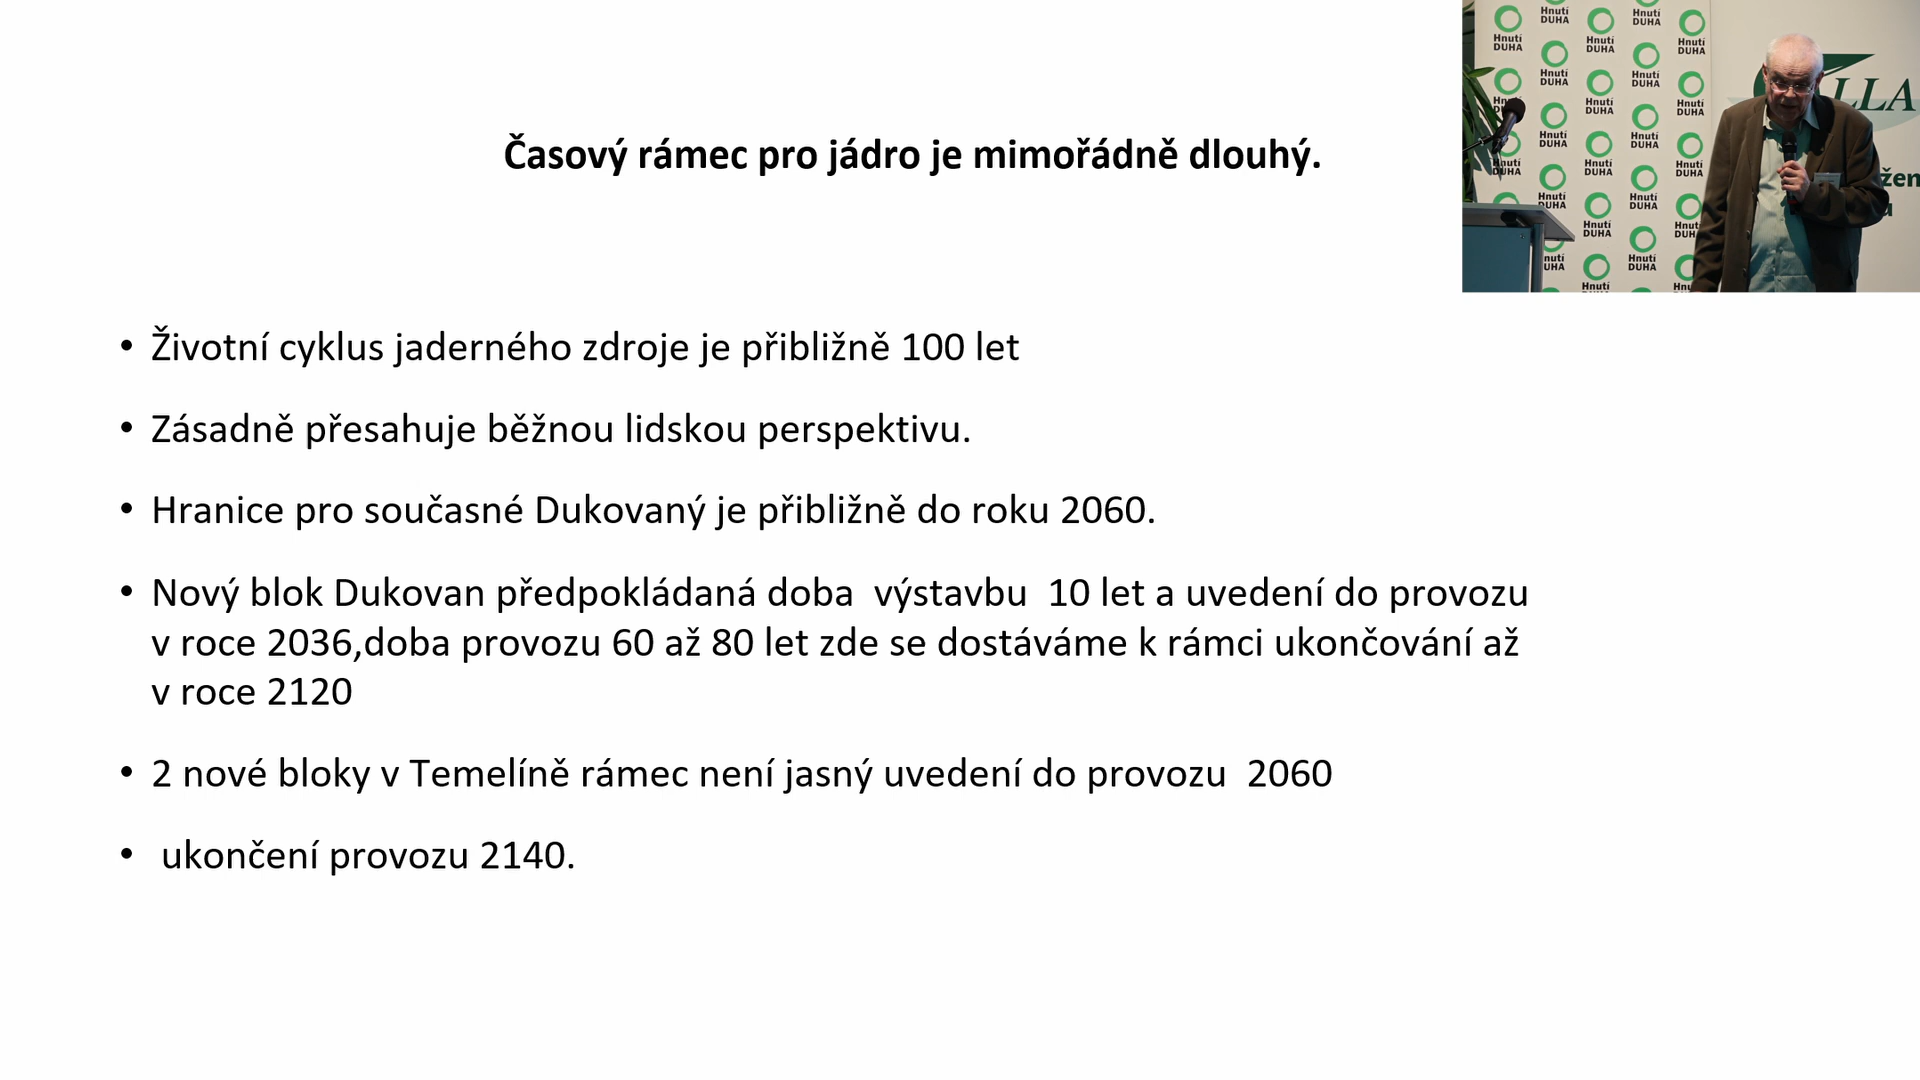 Časový rámec pro jádro je mimořádně dlouhý.
• Životní cyklus jaderného zdroje je přibližně 100 let
• Zásadně přesahuje běžnou lidskou perspektivu.
• Hranice pro současné Dukovaný je přibližně do roku 2060.
• Nový blok Dukovan předpokládaná doba  výstavbu  10 let a uvedení do provozu
v roce 2036,doba provozu 60 až 80 let zde se dostáváme k rámci ukončování až
v roce 2120
• 2 nové bloky v Temelíně rámec není jasný uvedení do provozu  2060
• ukončení provozu 2140.
Hnutí
DUHA